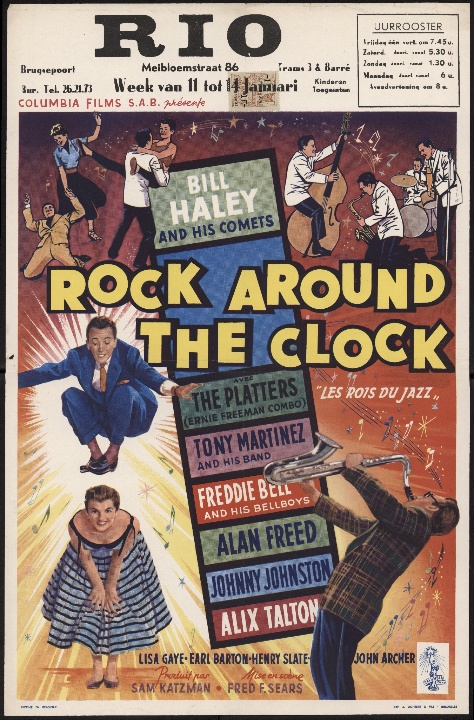 RIO
Brugsepoort
Meibloemstraat 86
Trams 3 & Barré
Bur. Tel. 26.21.73
Week van 11 tot 14 Januari
Kinderen Toegelaten
COLUMBIA FILMS S.A.B. présente
UURROOSTER
Vrijdag één vert. om 7.45 u.
Zaterd. doorl. vanaf 5.30 u.
Zondag doorl. vanaf 1.30 u.
Maandag doorl. vanaf 6 u.
Avondvertoning om 8 u.
BILL
HALEY
AND HIS COMETS
ROCK AROUND
THE CLOCK
AVEC
THE PLATTERS
(ERNIE FREEMAN COMBO)
"LES ROIS DU JAZZ„
TONY MARTINEZ
AND HIS BAND
FREDDIE BELL
AND HIS BELLBOYS
ALAN FREED
JOHNNY JOHNSTON
ALIX TALTON
LISA GAYE · EARL BARTON · HENRY SLATE · JOHN ARCHER
Produit par Mise en scène
SAM KATZMAN · FRED F. SEARS